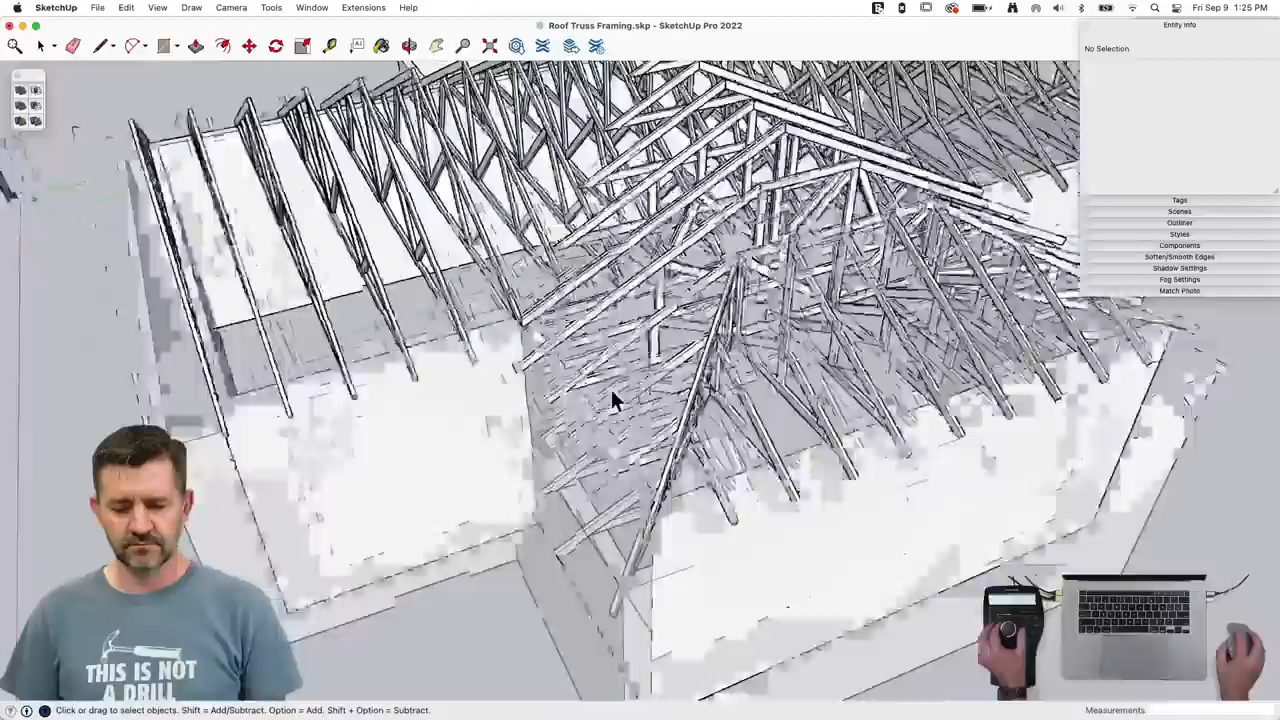 SketchUp File Edit View Draw Camera Tools Window Extensions Help Fri Sep 9 1:25 PM
Roof Truss Framing.skp - SketchUp Pro 2022
Entity Info
No Selection.
Tags
Scenes
Outliner
Styles
Components
Soften/Smooth Edges
Shadow Settings
Fog Settings
Match Photo
THIS IS NOT
A DRILL
Click or drag to select objects. Shift = Add/Subtract. Option = Add. Shift + Option = Subtract.
Measurements